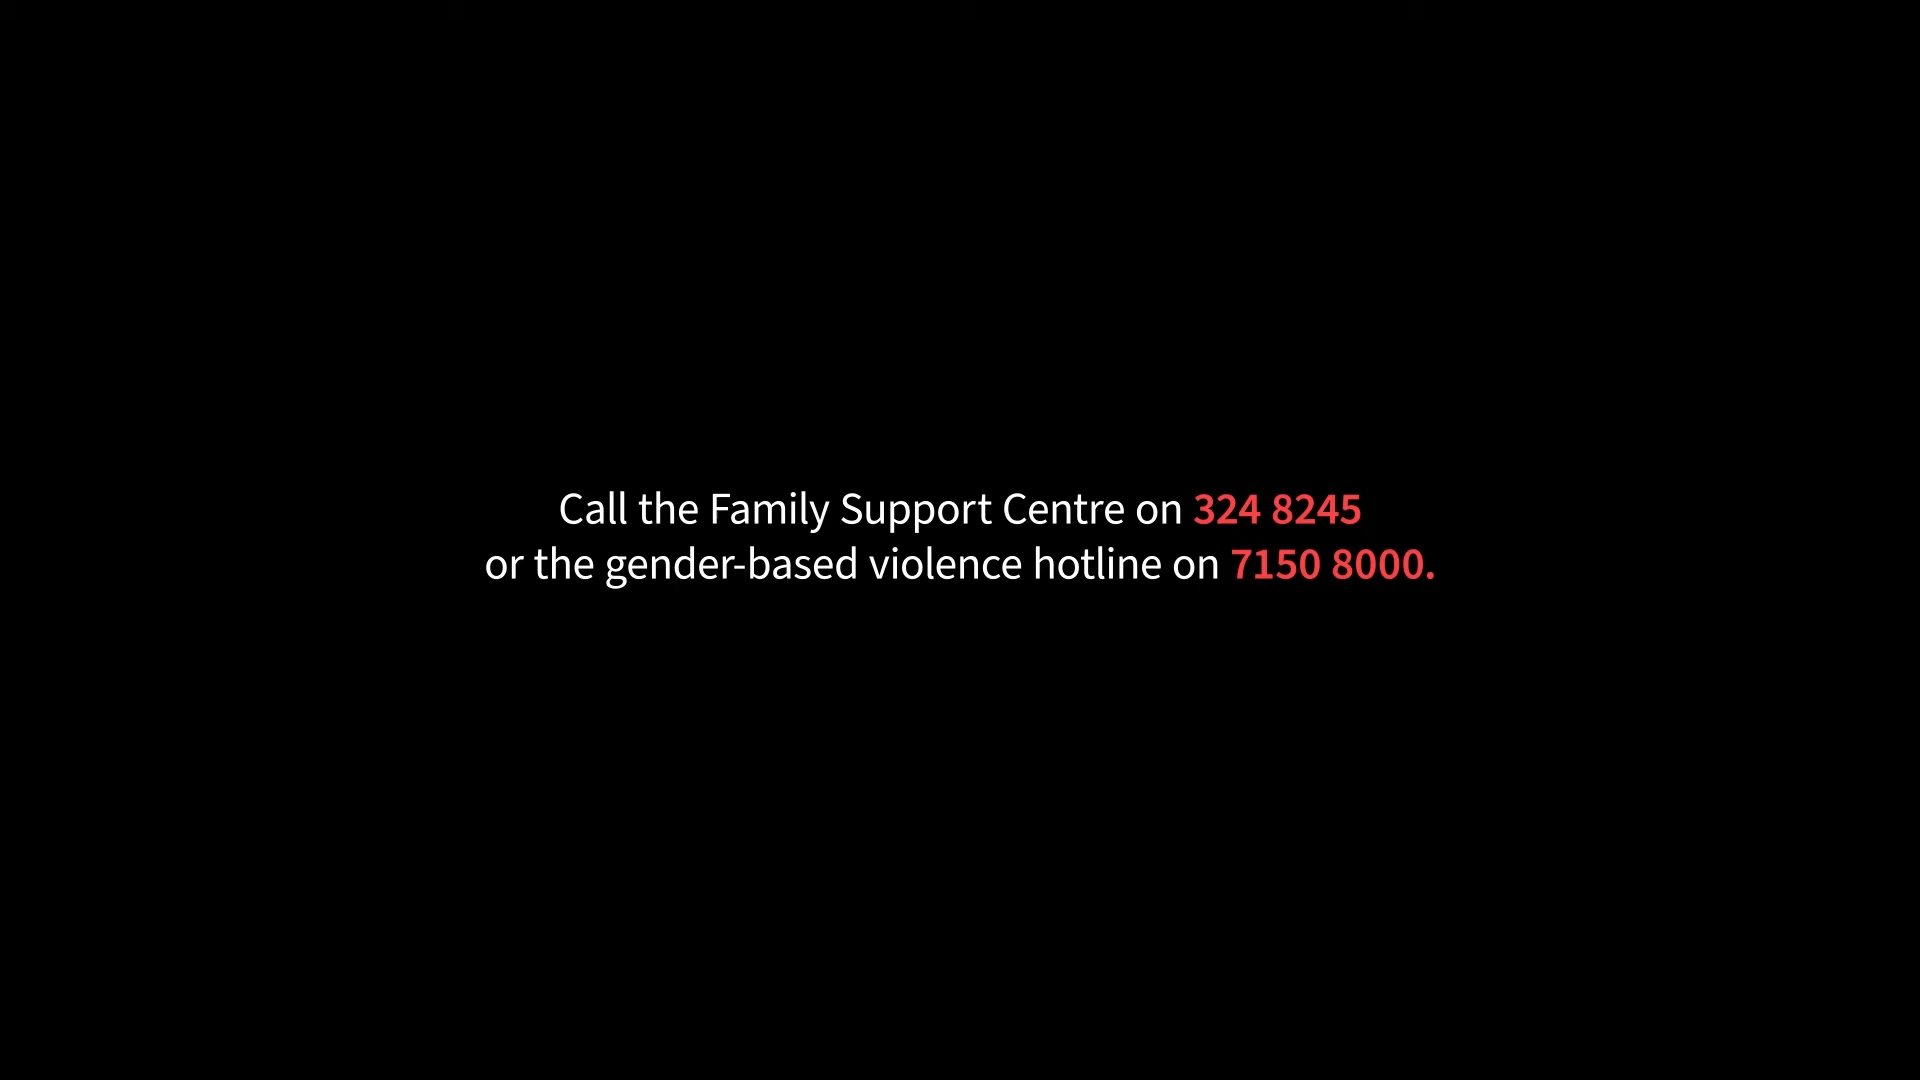 Call the Family Support Centre on 324 8245
or the gender-based violence hotline on 7150 8000.